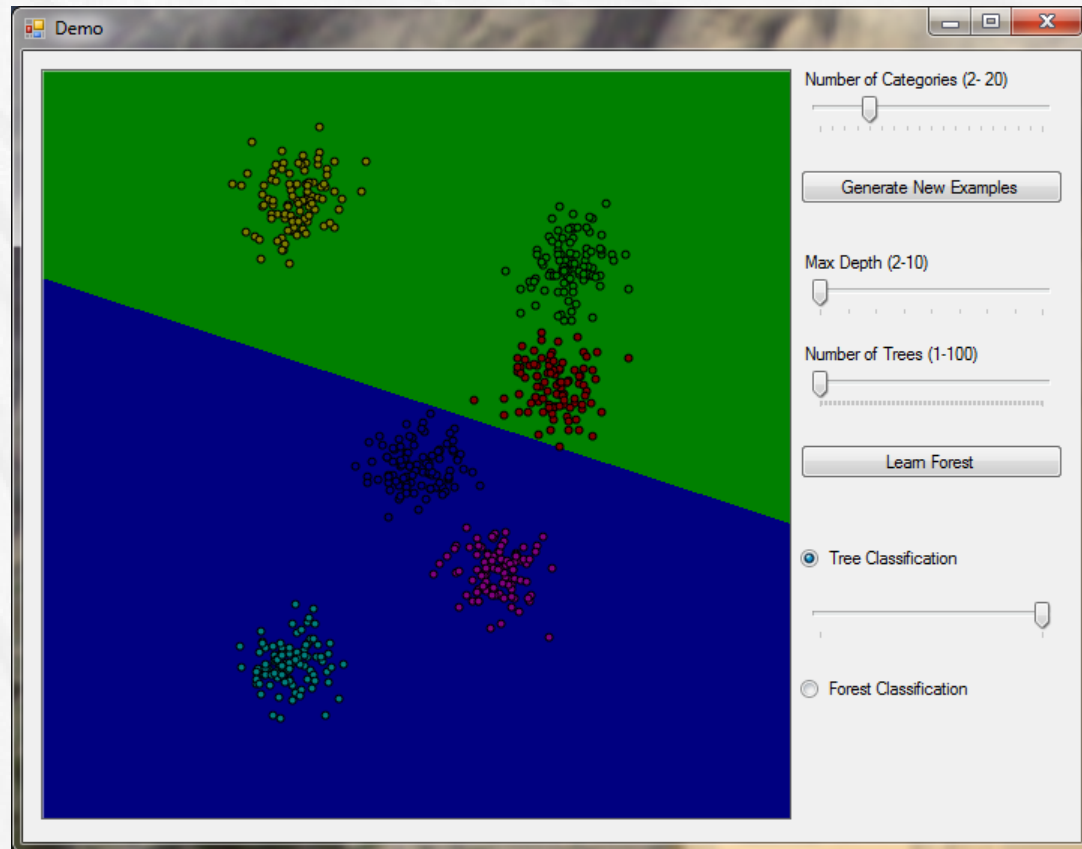 Demo
Number of Categories (2- 20)
Generate New Examples
Max Depth (2-10)
Number of Trees (1-100)
Learn Forest
Tree Classification
Forest Classification